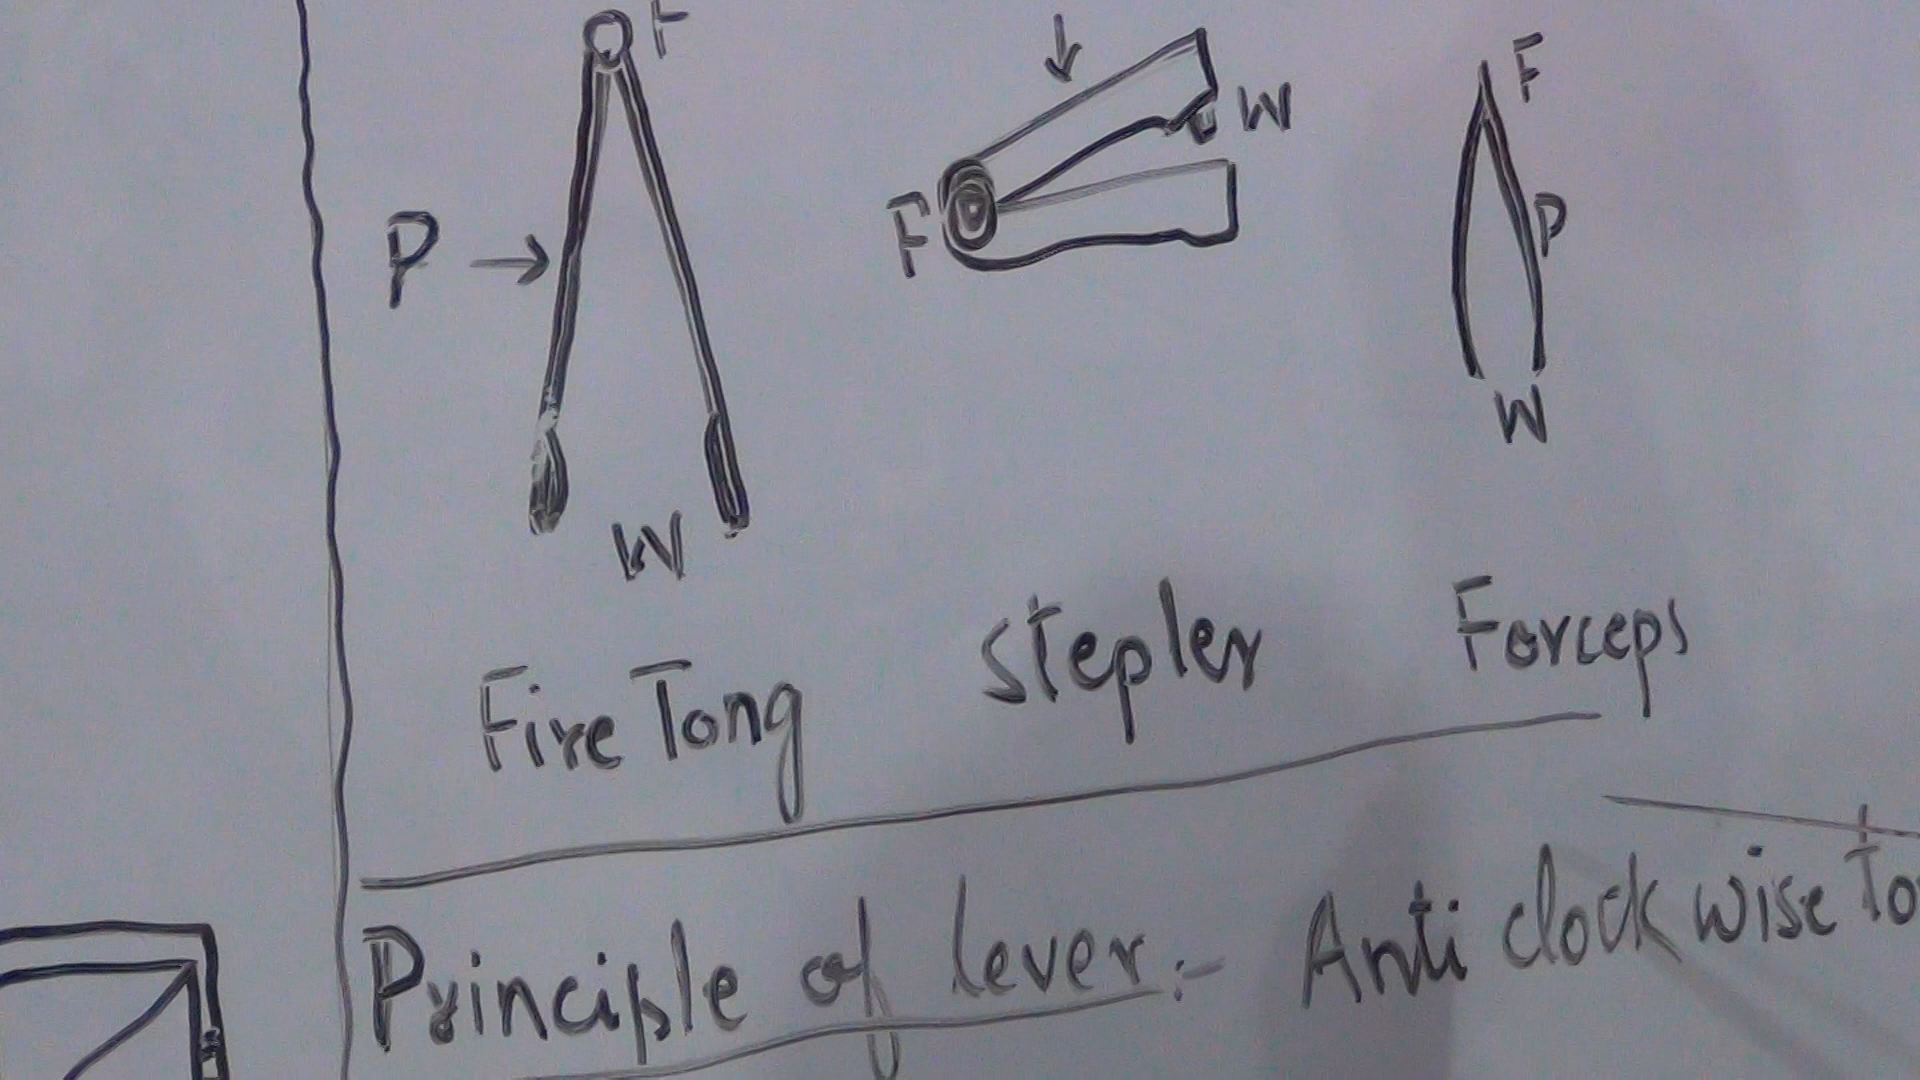 F
F
P
W
F
P
W
W
Fire Tong
Stepler
Forceps
Principle of lever :- Anti clock wise